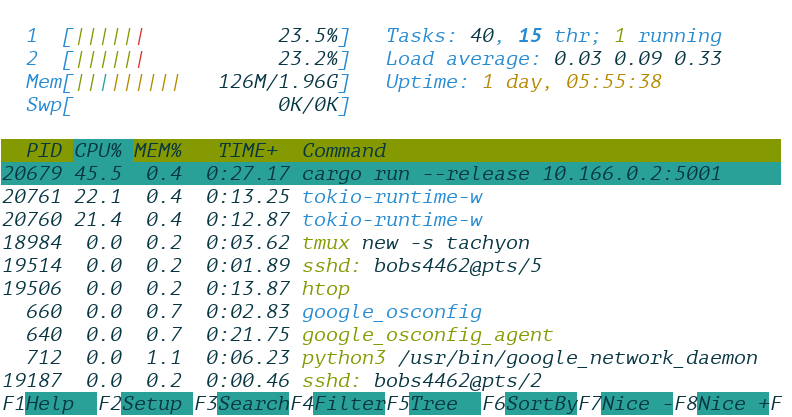 1 [|||||| 23.5%] Tasks: 40, 15 thr; 1 running
2 [|||||| 23.2%] Load average: 0.03 0.09 0.33
Mem[||||||||| 126M/1.96G] Uptime: 1 day, 05:55:38
Swp[ 0K/0K]
PID CPU% MEM% TIME+ Command
20679 45.5 0.4 0:27.17 cargo run --release 10.166.0.2:5001
20761 22.1 0.4 0:13.25 tokio-runtime-w
20760 21.4 0.4 0:12.87 tokio-runtime-w
18984 0.0 0.2 0:03.62 tmux new -s tachyon
19514 0.0 0.2 0:01.89 sshd: bobs4462@pts/5
19506 0.0 0.2 0:13.87 htop
660 0.0 0.7 0:02.83 google_osconfig
640 0.0 0.7 0:21.75 google_osconfig_agent
712 0.0 1.1 0:06.23 python3 /usr/bin/google_network_daemon
19187 0.0 0.2 0:00.46 sshd: bobs4462@pts/2
F1Help F2Setup F3SearchF4FilterF5Tree F6SortByF7Nice -F8Nice +F